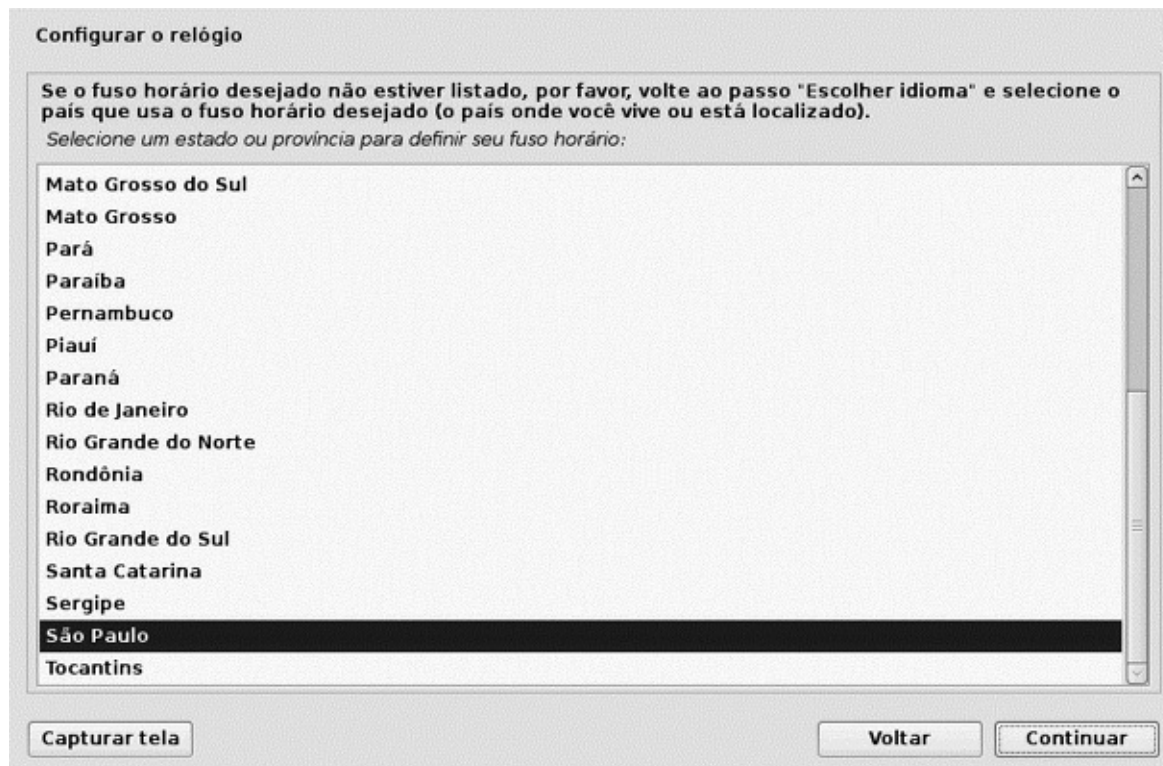 Configurar o relógio
Se o fuso horário desejado não estiver listado, por favor, volte ao passo "Escolher idioma" e selecione o
país que usa o fuso horário desejado (o país onde você vive ou está localizado).
Selecione um estado ou província para definir seu fuso horário:
Mato Grosso do Sul
Mato Grosso
Pará
Paraíba
Pernambuco
Piauí
Paraná
Rio de Janeiro
Rio Grande do Norte
Rondônia
Roraima
Rio Grande do Sul
Santa Catarina
Sergipe
São Paulo
Tocantins
Capturar tela
Voltar
Continuar